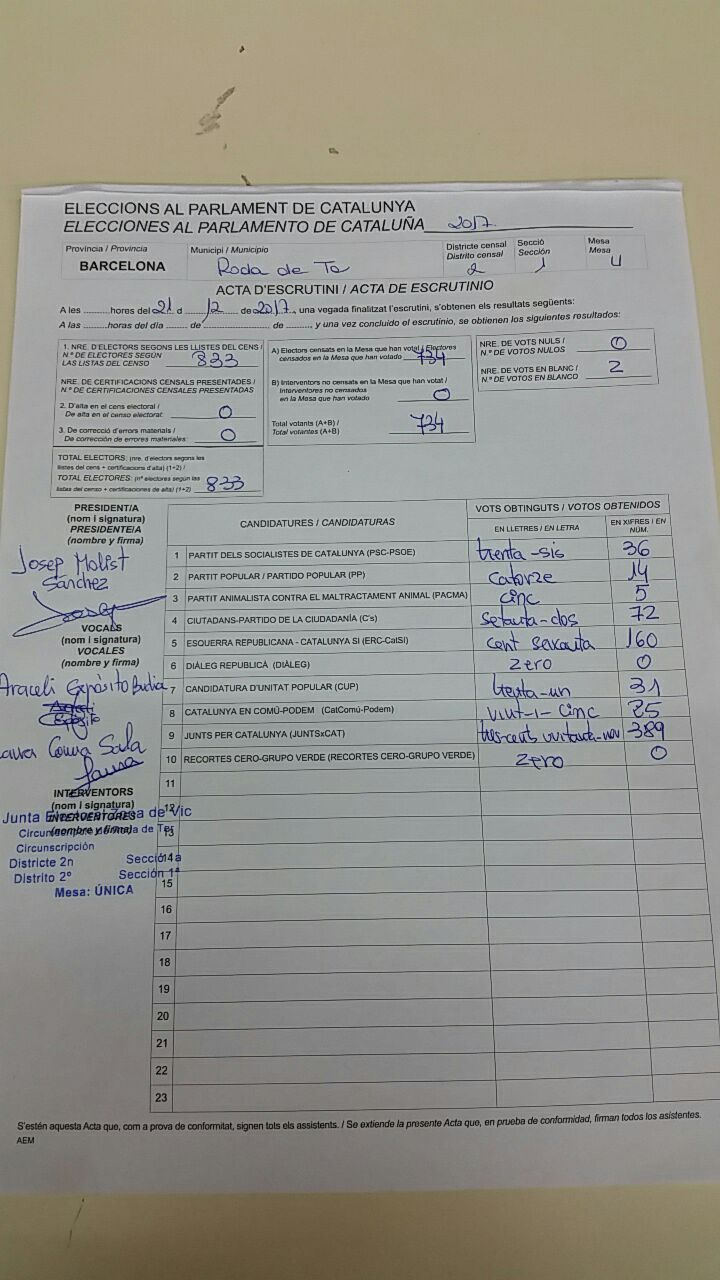 ELECCIONS AL PARLAMENT DE CATALUNYA
ELECCIONES AL PARLAMENTO DE CATALUÑA 2017
Província / Provincia
BARCELONA
Municipi / Municipio
Roda de Te
Districte censal
Distrito censal
2
Secció
Sección
1
Mesa
Mesa
U
ACTA D'ESCRUTINI / ACTA DE ESCRUTINIO
A les ..........hores del 21 d ...12... de 2017, una vegada finalitzat l'escrutini, s'obtenen els resultats següents:
A las ..........horas del día ........ de........................... de.........., y una vez concluido el escrutinio, se obtienen los siguientes resultados:
1. NRE. D'ELECTORS SEGONS LES LLISTES DEL CENS /
N.º DE ELECTORES SEGÚN
LAS LISTAS DEL CENSO 833
NRE. DE CERTIFICACIONS CENSALS PRESENTADES /
N.º DE CERTIFICACIONES CENSALES PRESENTADAS
2. D'alta en el cens electoral /
De alta en el censo electoral: 0
3. De correcció d'errors materials /
De corrección de errores materiales: 0
TOTAL ELECTORS: (nre. d'electors segons les
llistes del cens + certificacions d'alta) (1+2) /
TOTAL ELECTORES: (nº electores según las
listas del censo + certificaciones de alta) (1+2) 833
A) Electors censats en la Mesa que han votat / Electores
censados en la Mesa que han votado 734
B) Interventors no censats en la Mesa que han votat /
Interventores no censados
en la Mesa que han votado 0
Total votants (A+B) /
Total votantes (A+B) 734
NRE. DE VOTS NULS /
N.º DE VOTOS NULOS 0
NRE. DE VOTS EN BLANC /
N.º DE VOTOS EN BLANCO 2
PRESIDENT/A
(nom i signatura)
PRESIDENTE/A
(nombre y firma)
Josep Molist
Sánchez
VOCALS
(nom i signatura)
VOCALES
(nombre y firma)
Araceli Expósito
Laura Coma Sala
Laura
INTERVENTORS
(nom i signatura)
INTERVENTORES
(nombre y firma)
Junta Electoral Zona de Vic
Circunscripció de Roda de Ter
Circunscripción
Districte 2n Secció 1a
Distrito 2º Sección 1ª
Mesa: ÚNICA
CANDIDATURES / CANDIDATURAS
VOTS OBTINGUTS / VOTOS OBTENIDOS
EN LLETRES / EN LETRA
EN XIFRES / EN NÚM.
1 PARTIT DELS SOCIALISTES DE CATALUNYA (PSC-PSOE) trenta-sis 36
2 PARTIT POPULAR / PARTIDO POPULAR (PP) catorze 14
3 PARTIT ANIMALISTA CONTRA EL MALTRACTAMENT ANIMAL (PACMA) cinc 5
4 CIUTADANS-PARTIDO DE LA CIUDADANÍA (C's) setanta-dos 72
5 ESQUERRA REPUBLICANA - CATALUNYA SÍ (ERC-CatSí) cent seixanta 160
6 DIÀLEG REPUBLICÀ (DIÀLEG) zero 0
7 CANDIDATURA D'UNITAT POPULAR (CUP) trenta-un 31
8 CATALUNYA EN COMÚ-PODEM (CatComú-Podem) vint-i-cinc 25
9 JUNTS PER CATALUNYA (JUNTSxCAT) tres-cents vuitanta-nou 389
10 RECORTES CERO-GRUPO VERDE (RECORTES CERO-GRUPO VERDE) zero 0
11
12
13
14
15
16
17
18
19
20
21
22
23
S'estén aquesta Acta que, com a prova de conformitat, signen tots els assistents. / Se extiende la presente Acta que, en prueba de conformidad, firman todos los asistentes.
AEM